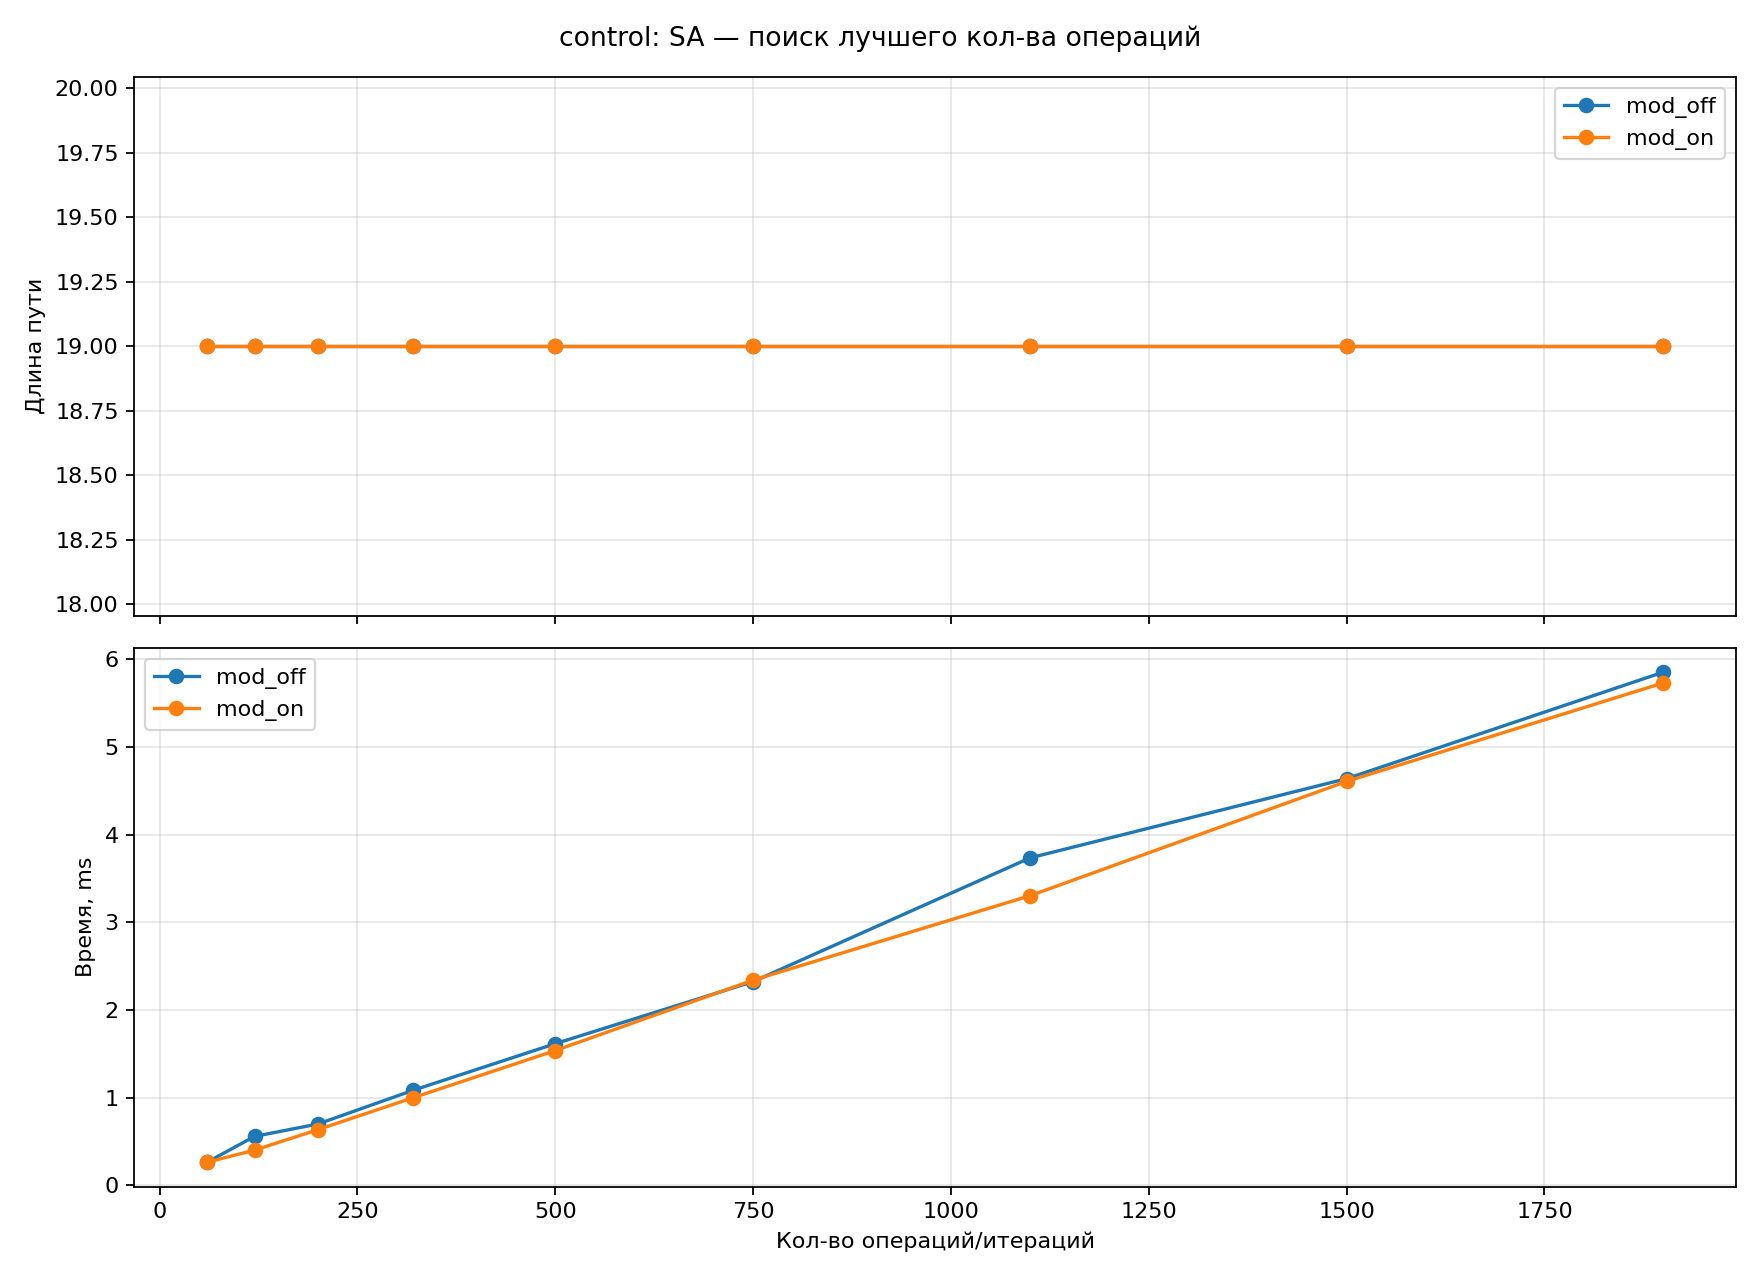 control: SA — поиск лучшего кол-ва операций
20.00
19.75
19.50
19.25
19.00
18.75
18.50
18.25
18.00
Длина пути
mod_off
mod_on
6
5
4
3
2
1
0
Время, ms
mod_off
mod_on
0 250 500 750 1000 1250 1500 1750
Кол-во операций/итераций